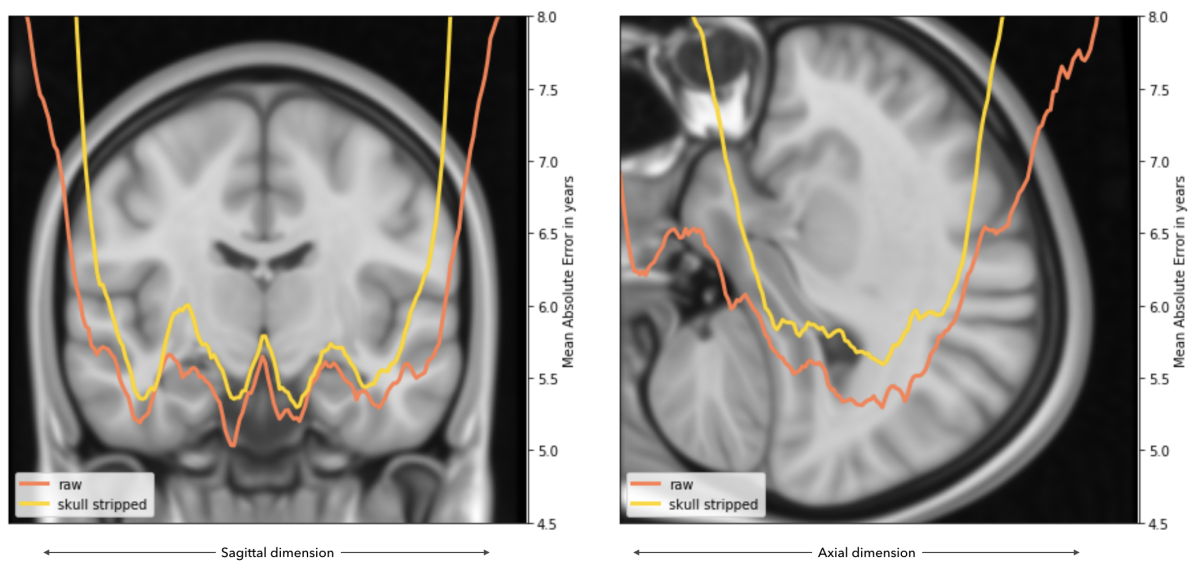 8.0
7.5
7.0
6.5
6.0
5.5
5.0
4.5
Mean Absolute Error in years
raw
skull stripped
Sagittal dimension
8.0
7.5
7.0
6.5
6.0
5.5
5.0
4.5
Mean Absolute Error in years
raw
skull stripped
Axial dimension